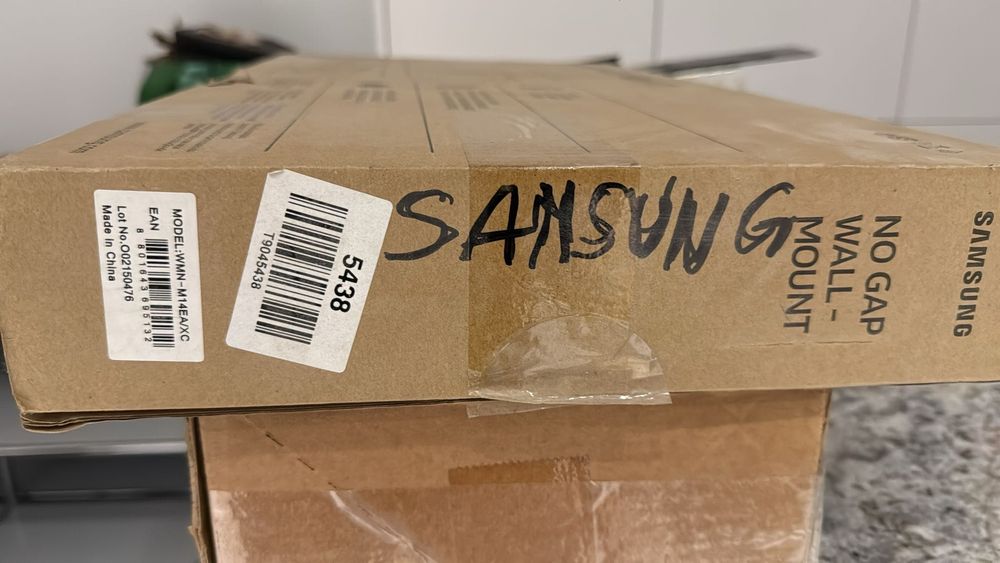 MODEL:WMN-M14EA/XC
EAN
8 801643 695132
Lot No.O02150476
Made in China
5438
T9045438
SAMSUNG
NO GAP
WALL-
MOUNT
SAMSUNG